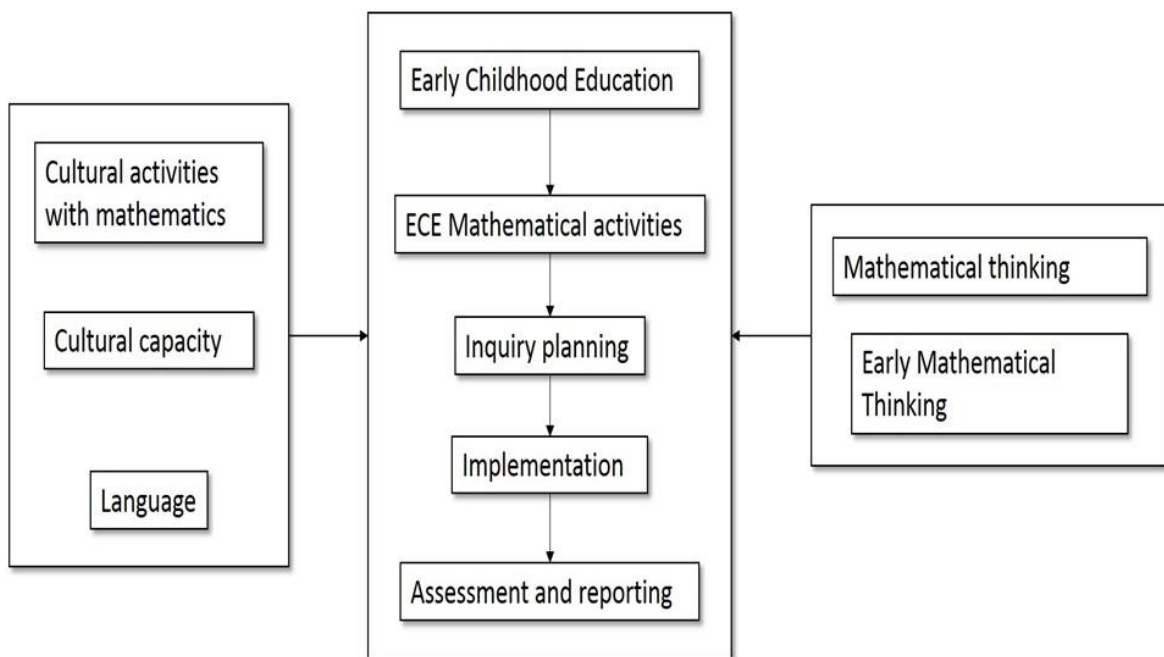 Cultural activities
with mathematics
Cultural capacity
Language
Early Childhood Education
ECE Mathematical activities
Inquiry planning
Implementation
Assessment and reporting
Mathematical thinking
Early Mathematical
Thinking